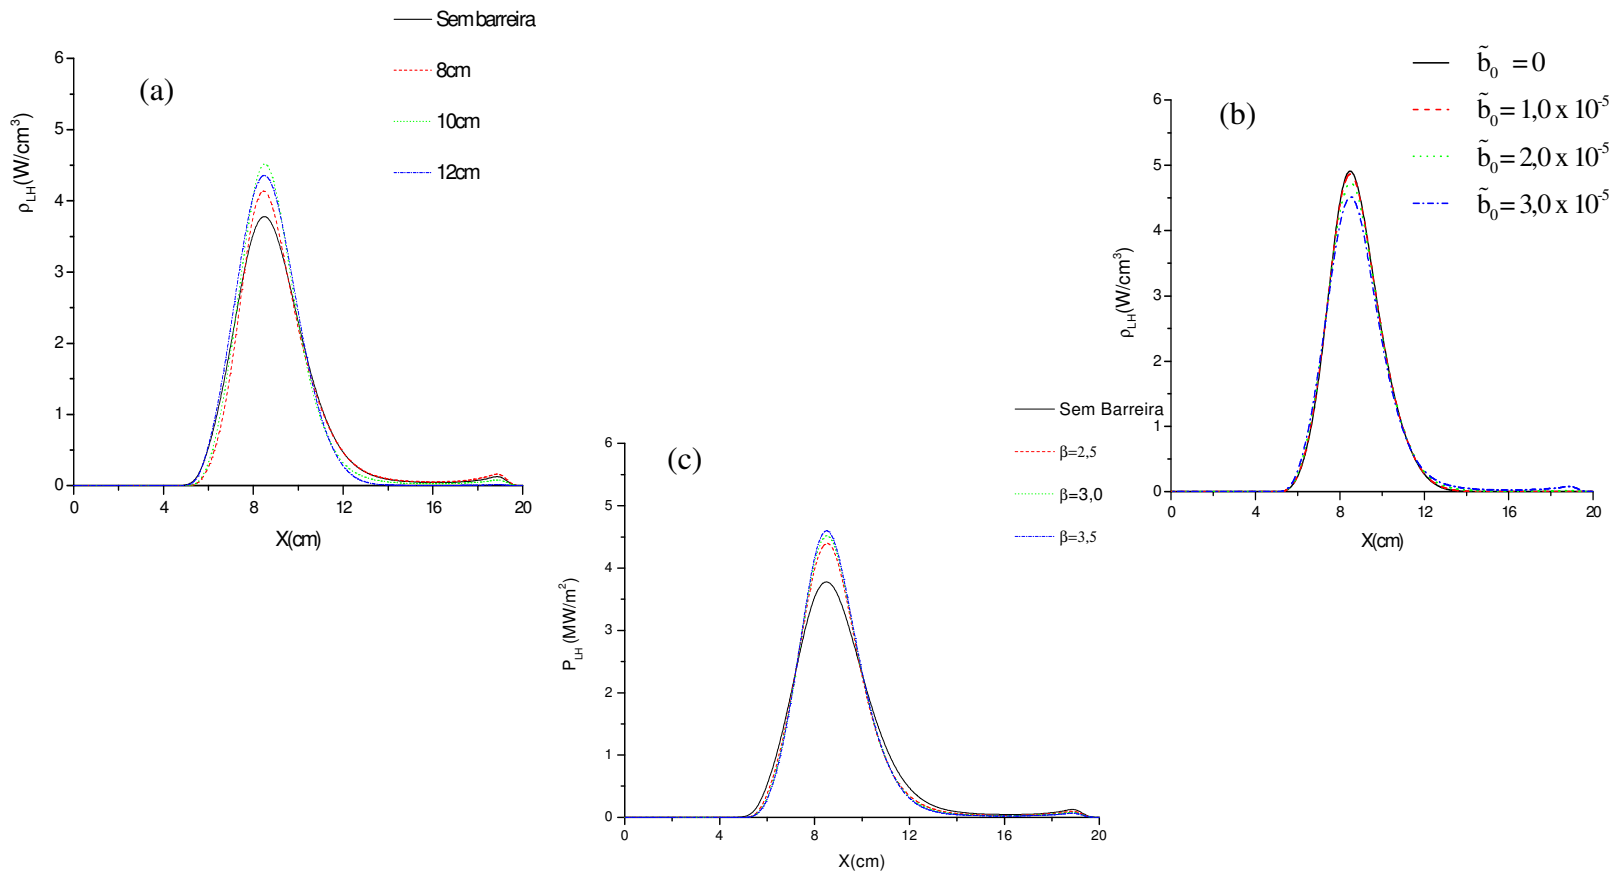 Sem barreira
8cm
10cm
12cm
(a)
6
5
4
3
2
1
0
ρLH(W/cm³)
0 4 8 12 16 20
X(cm)
b̃₀ = 0
b̃₀ = 1,0 x 10⁻⁵
b̃₀ = 2,0 x 10⁻⁵
b̃₀ = 3,0 x 10⁻⁵
(b)
6
5
4
3
2
1
0
ρLH(W/cm³)
0 4 8 12 16 20
X(cm)
Sem Barreira
β=2,5
β=3,0
β=3,5
(c)
6
5
4
3
2
1
0
PLH(MW/m²)
0 4 8 12 16 20
X(cm)